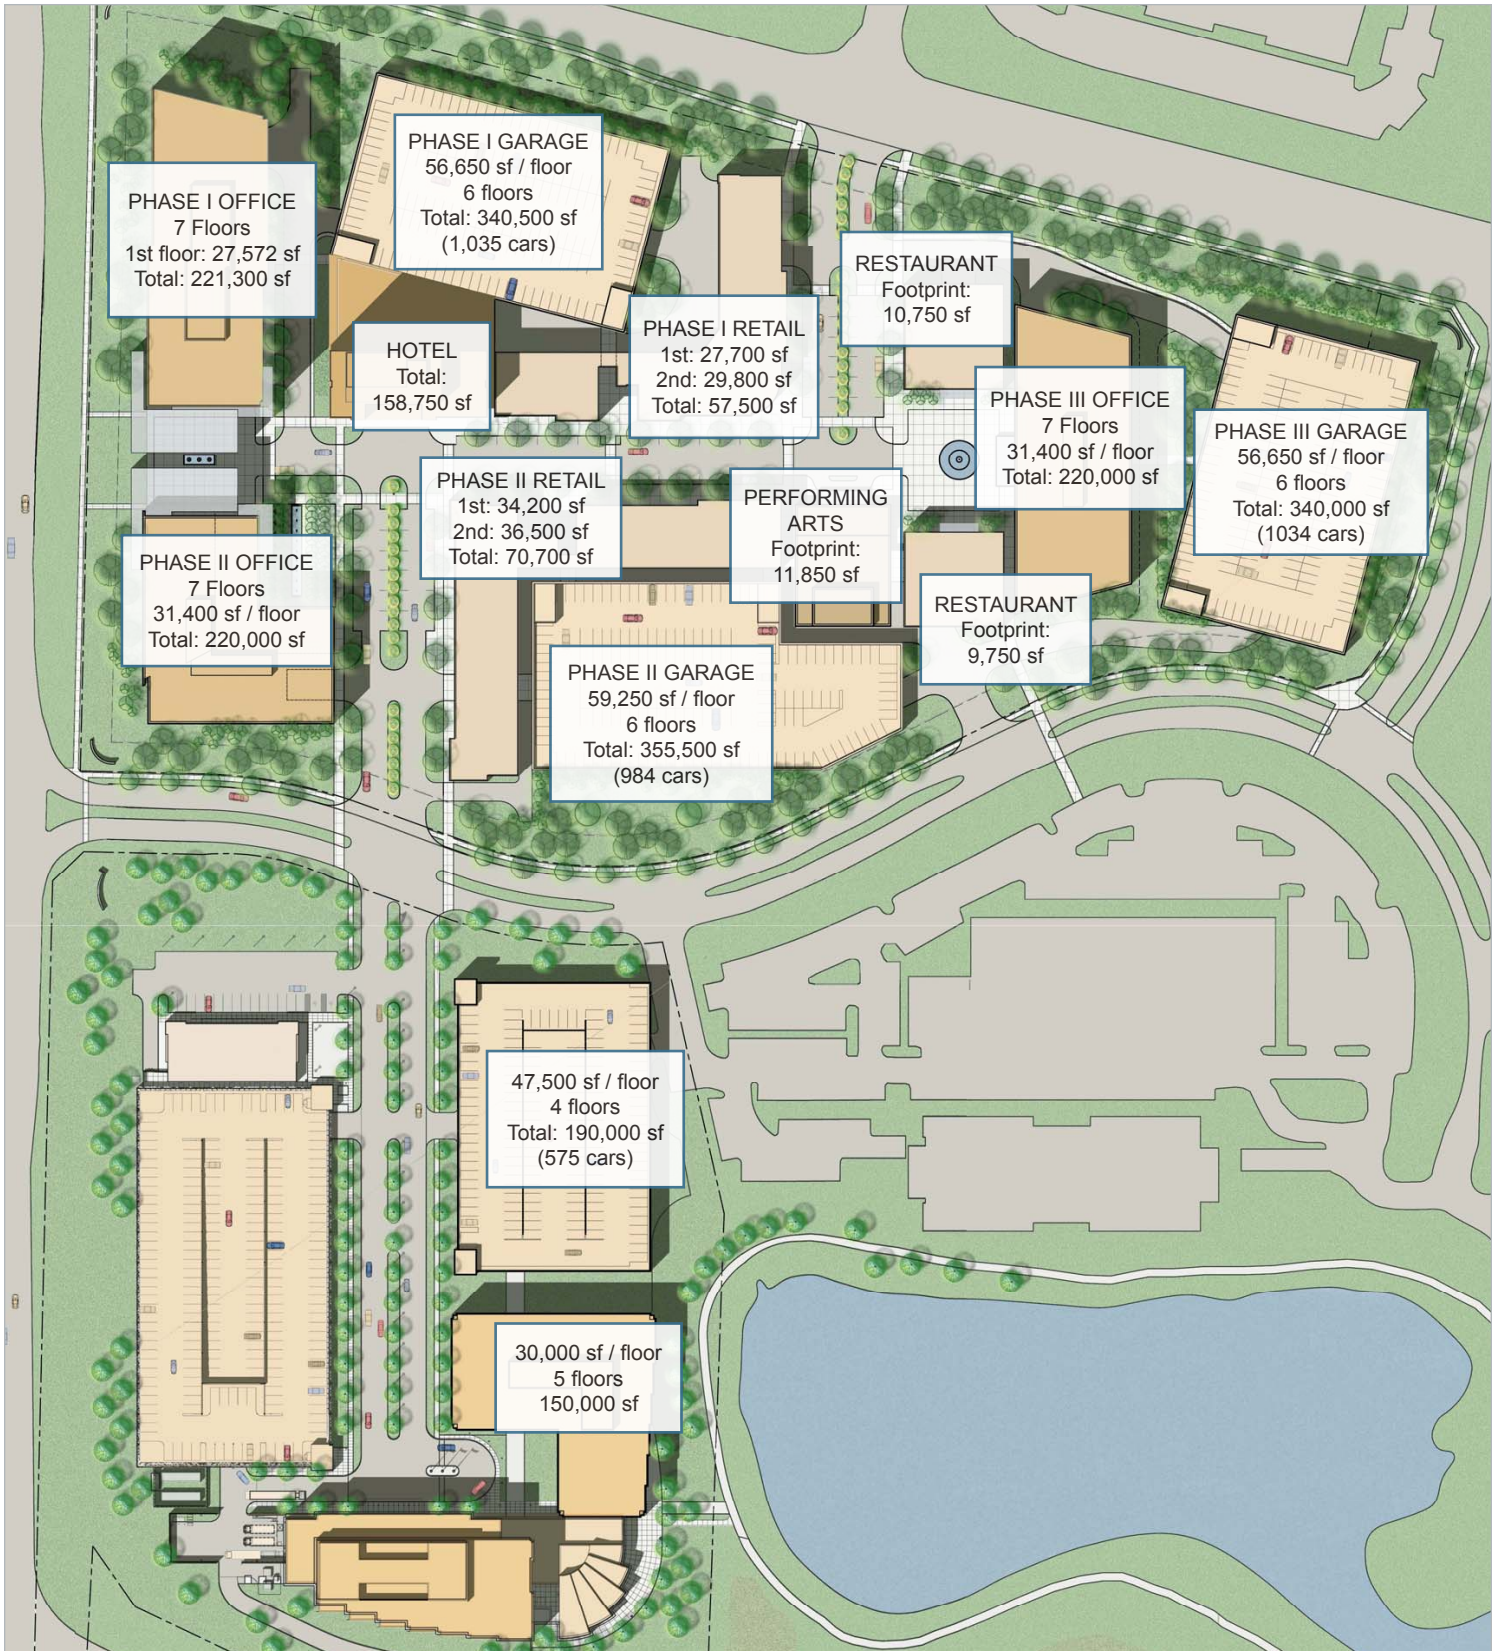 PHASE I GARAGE
56,650 sf / floor
6 floors
Total: 340,500 sf
(1,035 cars)
PHASE I OFFICE
7 Floors
1st floor: 27,572 sf
Total: 221,300 sf
RESTAURANT
Footprint:
10,750 sf
PHASE I RETAIL
1st: 27,700 sf
2nd: 29,800 sf
Total: 57,500 sf
HOTEL
Total:
158,750 sf
PHASE III OFFICE
7 Floors
31,400 sf / floor
Total: 220,000 sf
PHASE III GARAGE
56,650 sf / floor
6 floors
Total: 340,000 sf
(1034 cars)
PHASE II RETAIL
1st: 34,200 sf
2nd: 36,500 sf
Total: 70,700 sf
PERFORMING
ARTS
Footprint:
11,850 sf
PHASE II OFFICE
7 Floors
31,400 sf / floor
Total: 220,000 sf
RESTAURANT
Footprint:
9,750 sf
PHASE II GARAGE
59,250 sf / floor
6 floors
Total: 355,500 sf
(984 cars)
47,500 sf / floor
4 floors
Total: 190,000 sf
(575 cars)
30,000 sf / floor
5 floors
150,000 sf